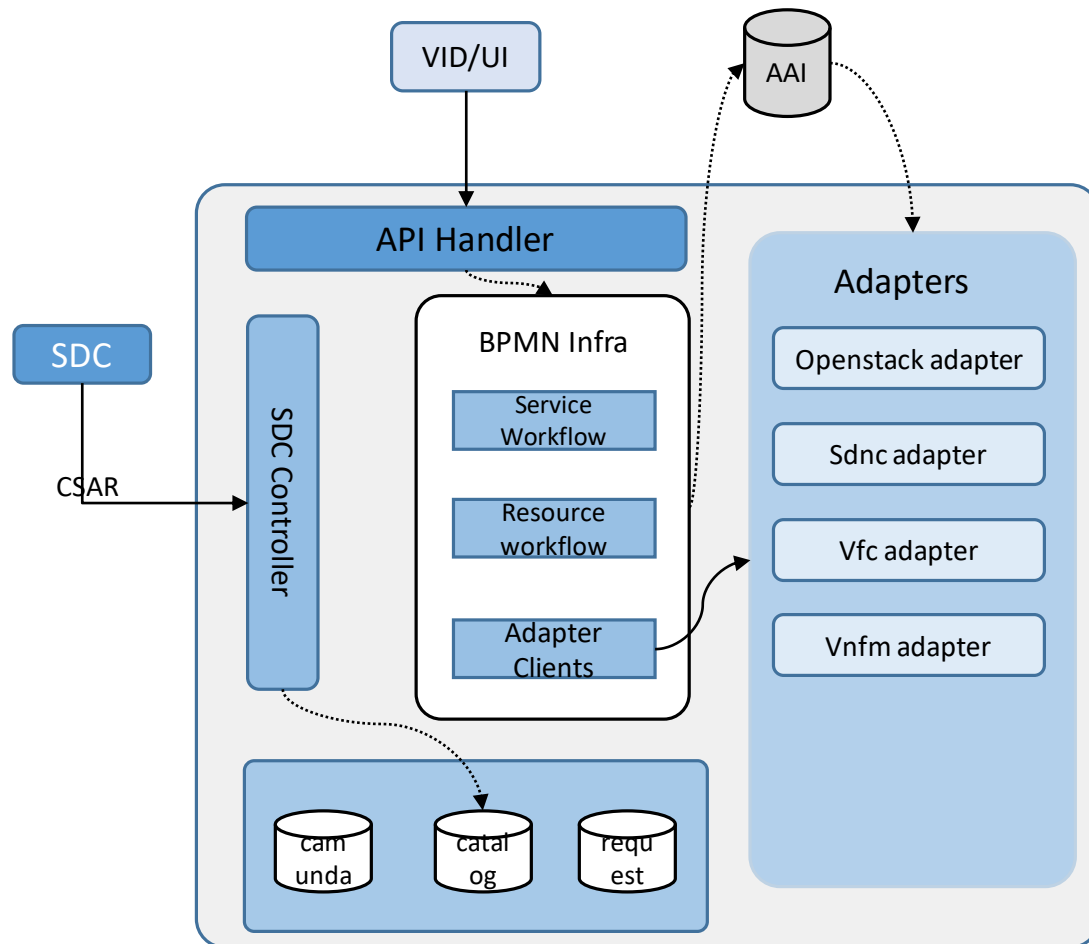 VID/UI
AAI
API Handler
Adapters
SDC
BPMN Infra
Openstack adapter
Service
Workflow
Sdnc adapter
SDC Controller
CSAR
Resource
workflow
Vfc adapter
Adapter
Clients
Vnfm adapter
cam
unda
catal
og
requ
est